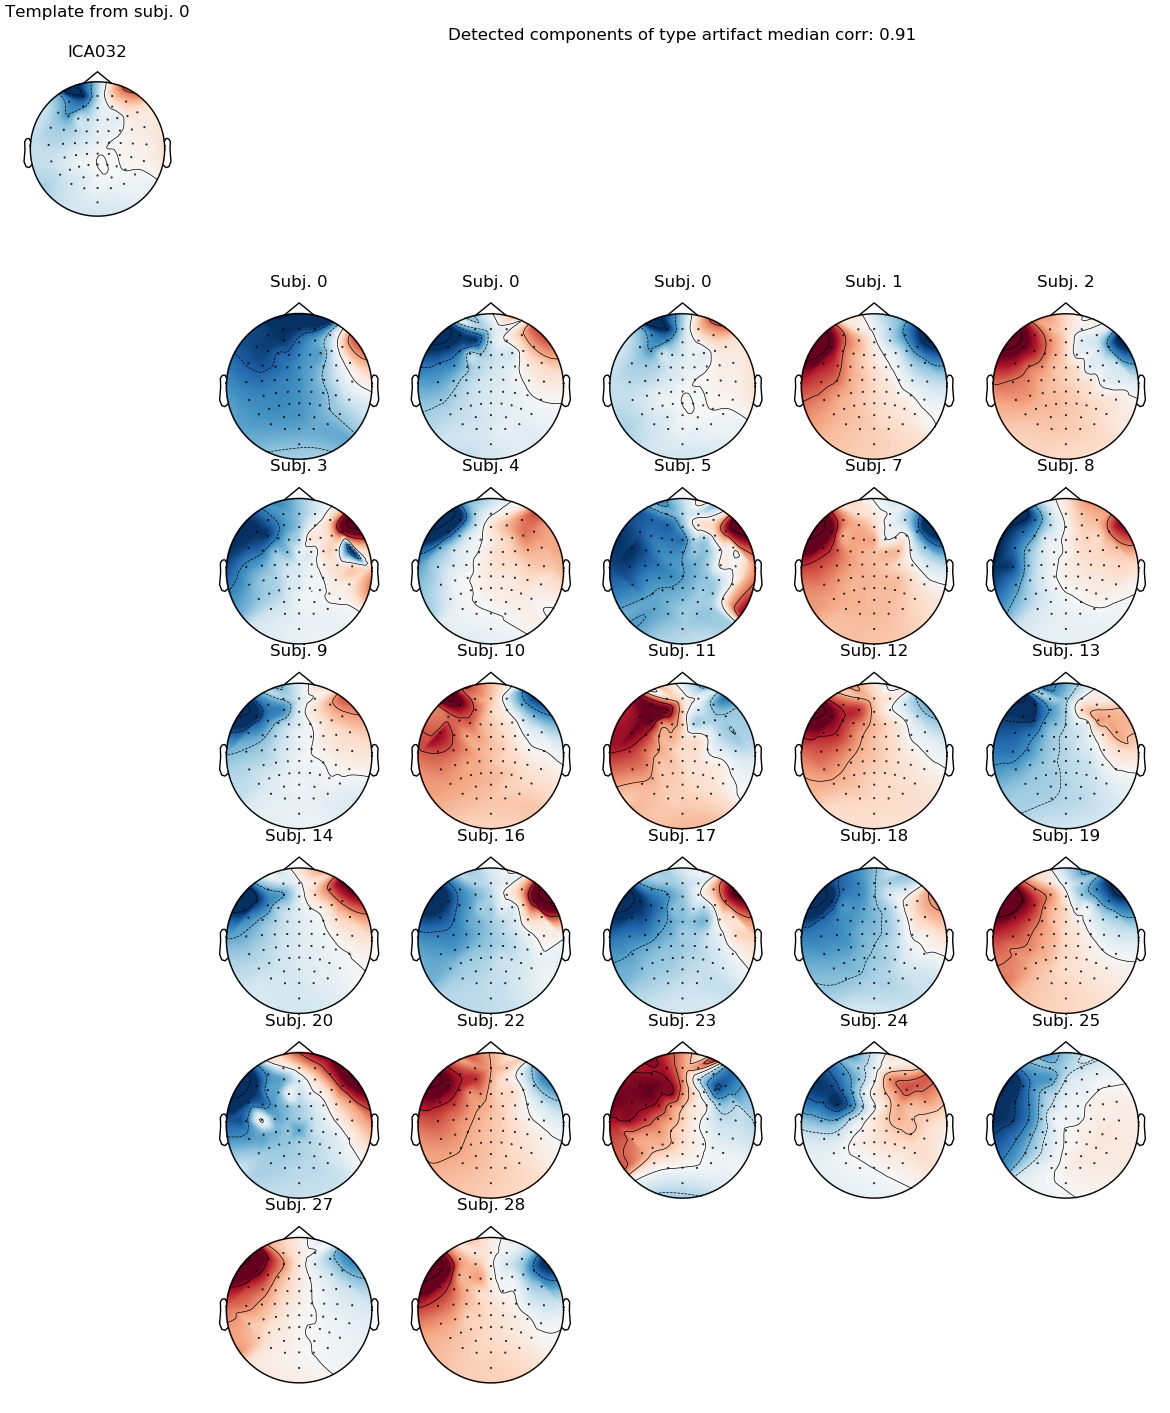 Template from subj. 0
Detected components of type artifact median corr: 0.91
ICA032
Subj. 0 Subj. 0 Subj. 0 Subj. 1 Subj. 2
Subj. 3 Subj. 4 Subj. 5 Subj. 7 Subj. 8
Subj. 9 Subj. 10 Subj. 11 Subj. 12 Subj. 13
Subj. 14 Subj. 16 Subj. 17 Subj. 18 Subj. 19
Subj. 20 Subj. 22 Subj. 23 Subj. 24 Subj. 25
Subj. 27 Subj. 28